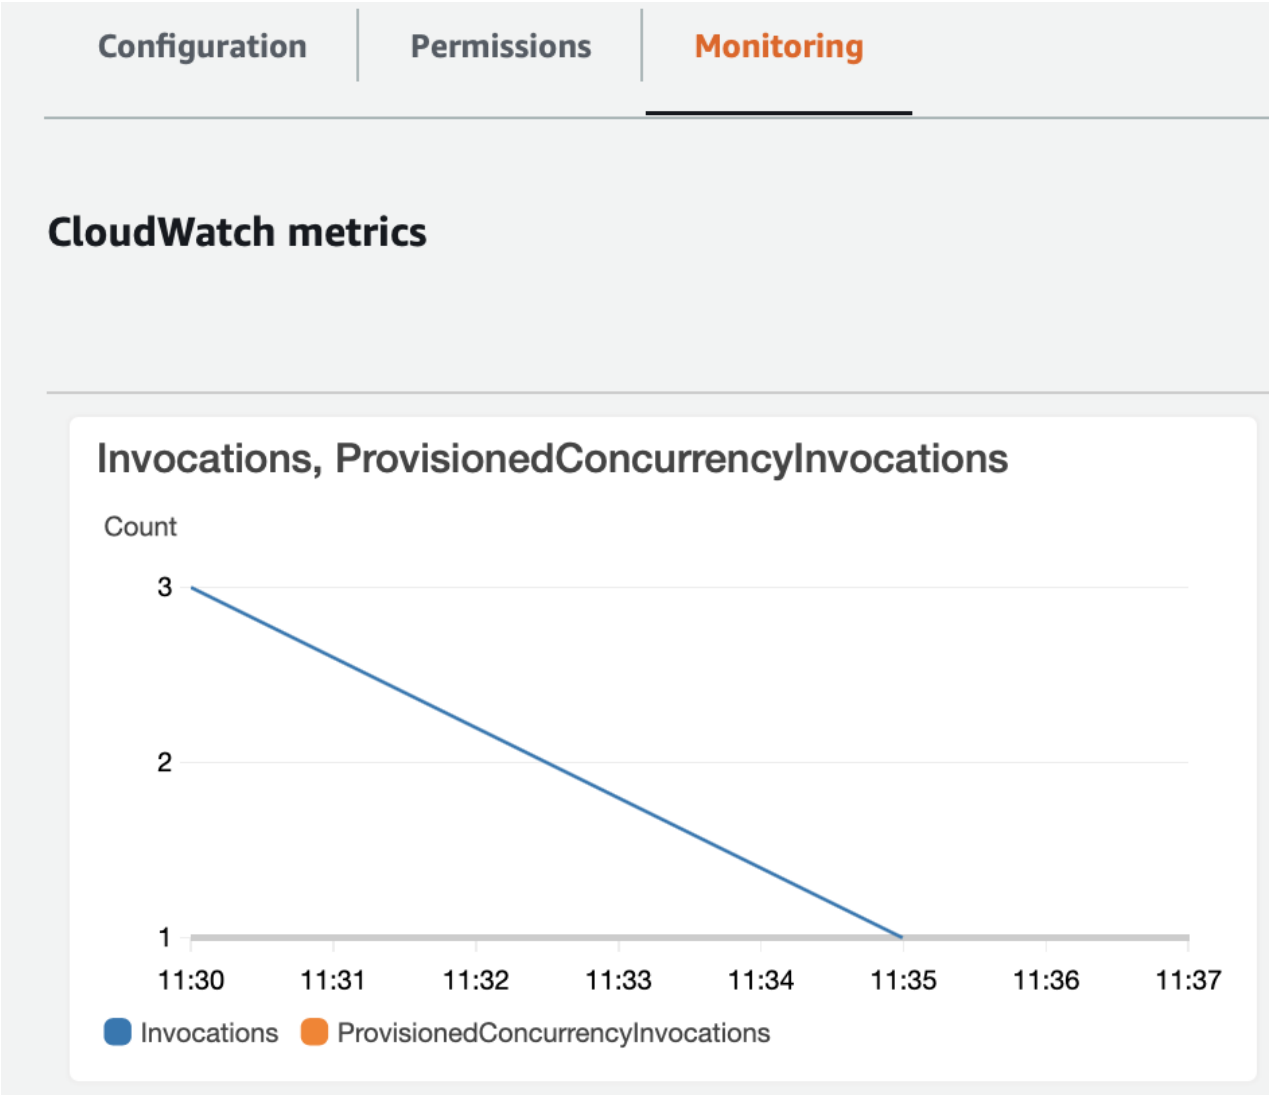 Configuration Permissions Monitoring
CloudWatch metrics
Invocations, ProvisionedConcurrencyInvocations
Count
3
2
1
11:30 11:31 11:32 11:33 11:34 11:35 11:36 11:37
Invocations ProvisionedConcurrencyInvocations